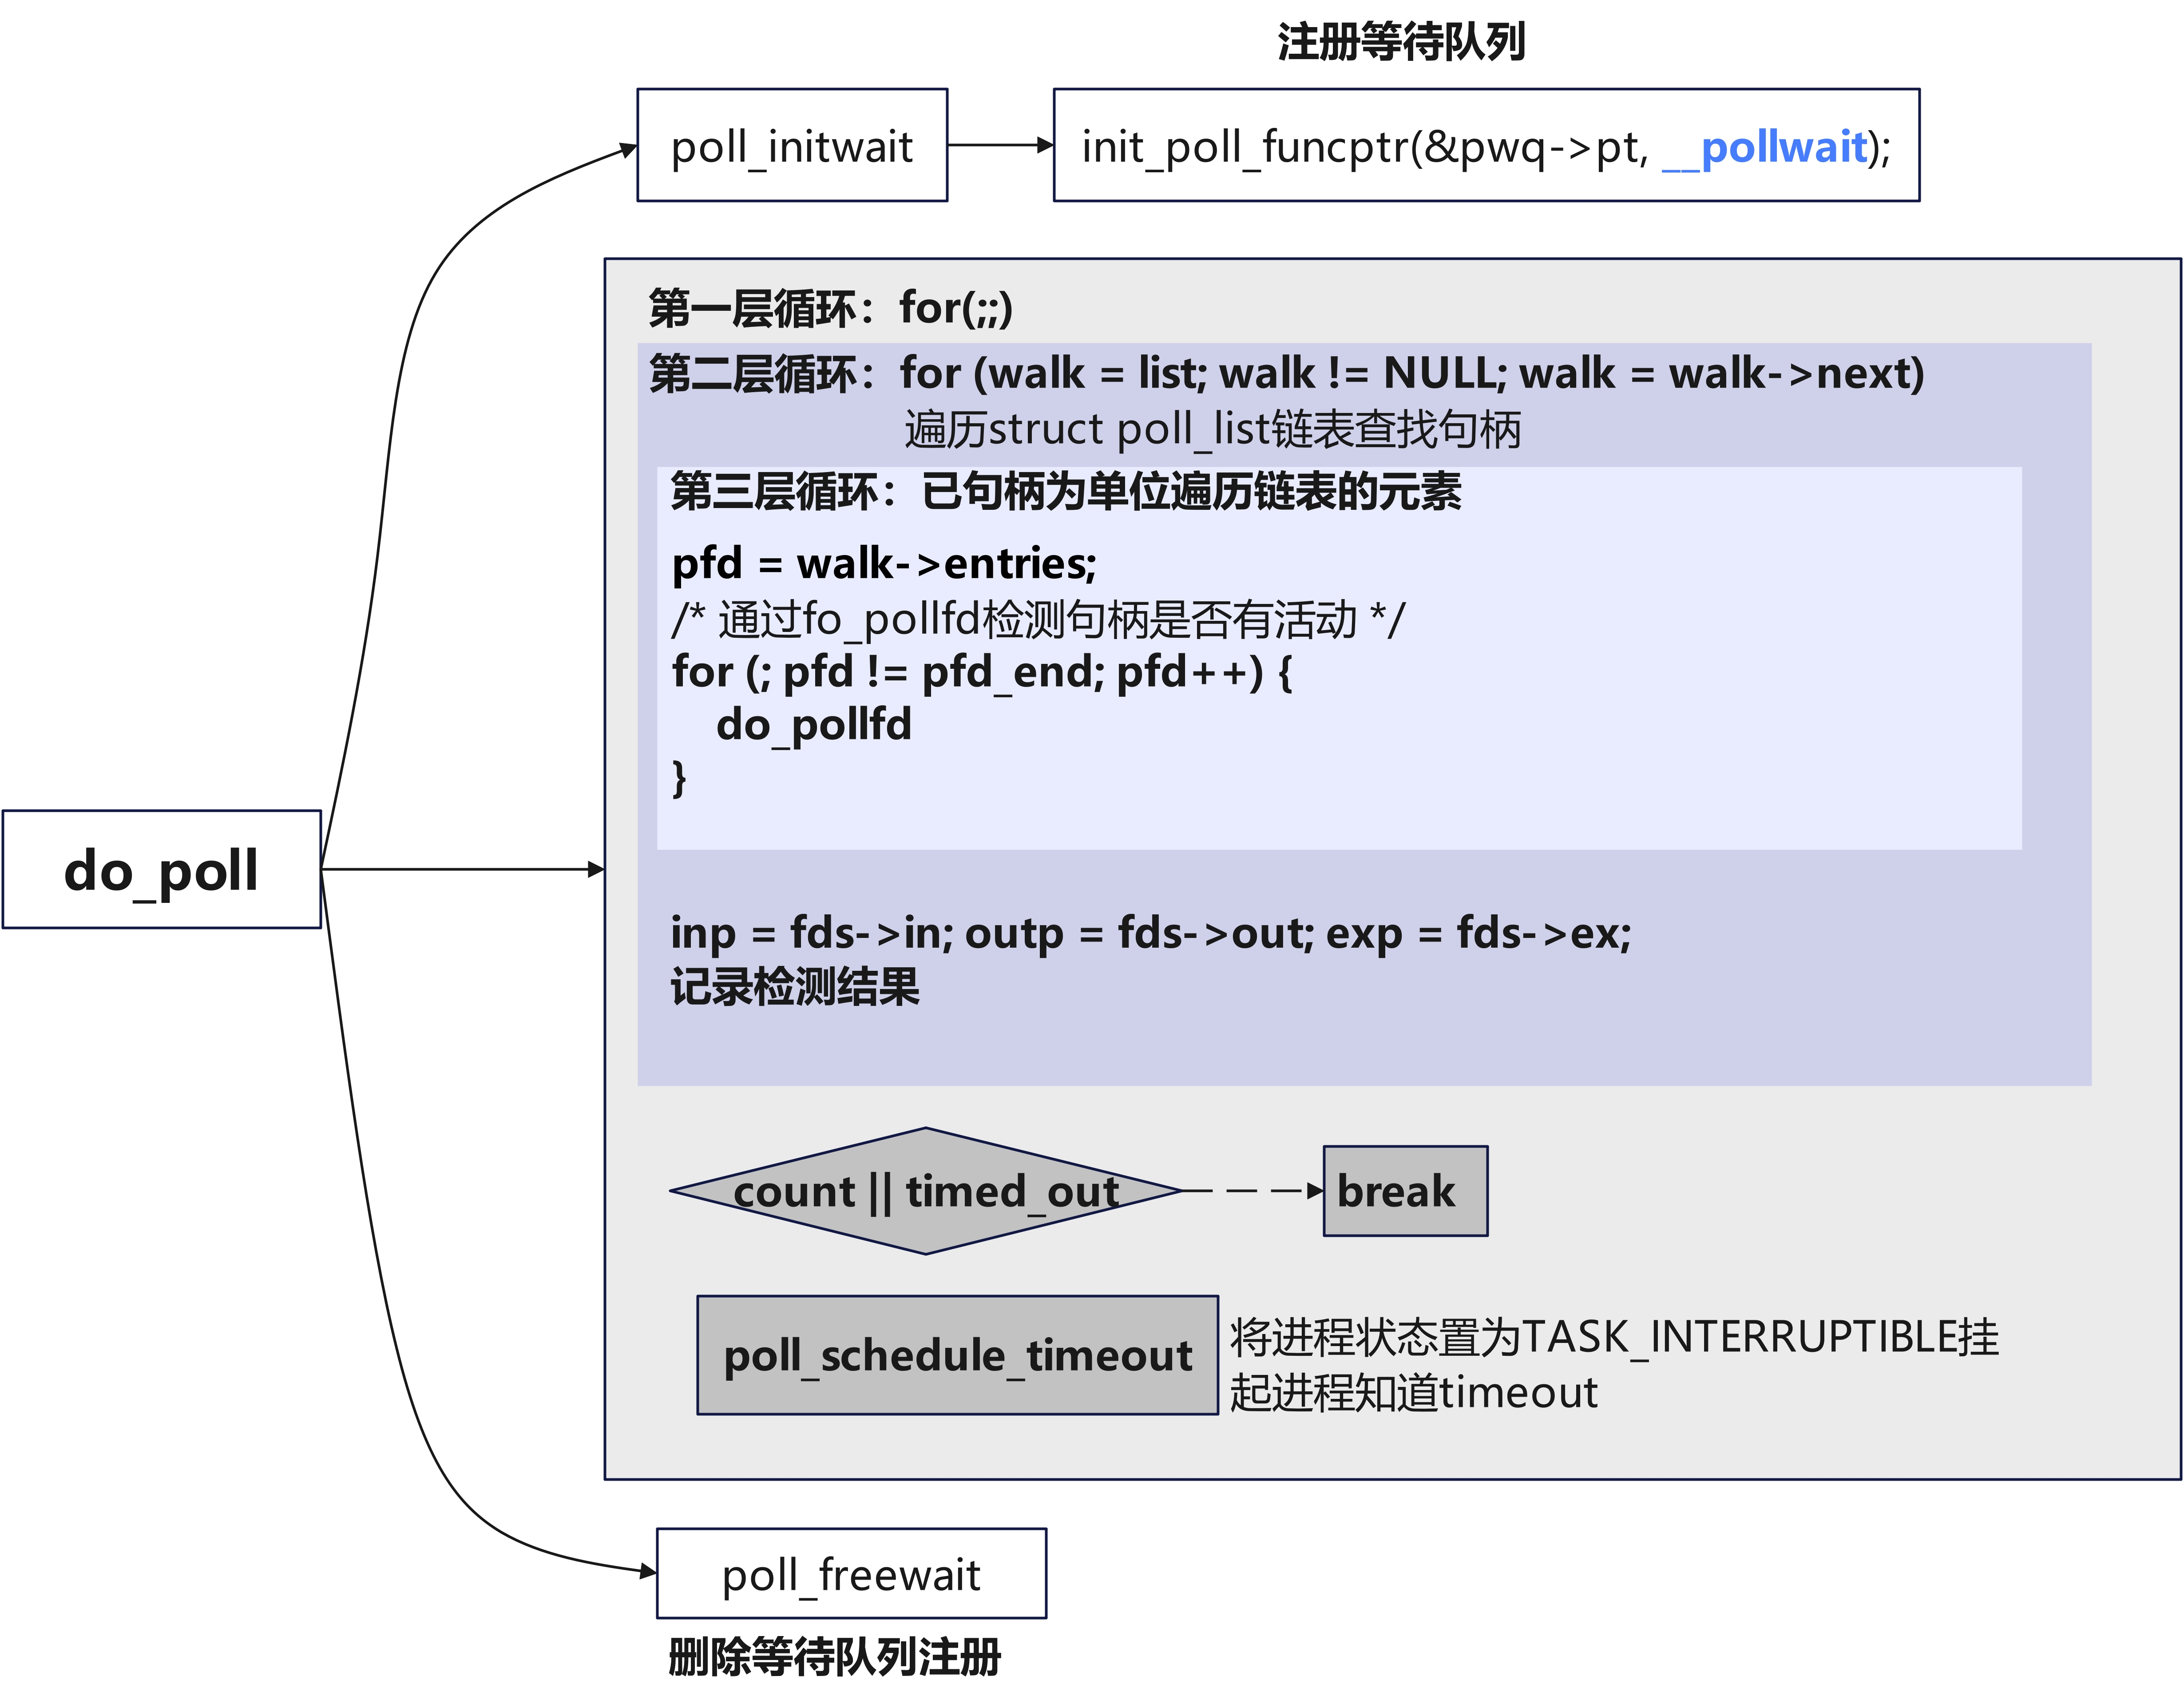 注册等待队列
poll_initwait
init_poll_funcptr(&pwq->pt, __pollwait);
第一层循环：for(;;)
第二层循环：for (walk = list; walk != NULL; walk = walk->next)
遍历struct poll_list链表查找句柄
第三层循环：已句柄为单位遍历链表的元素
pfd = walk->entries;
/* 通过fo_pollfd检测句柄是否有活动 */
for (; pfd != pfd_end; pfd++) {
do_pollfd
}
do_poll
inp = fds->in; outp = fds->out; exp = fds->ex;
记录检测结果
count || timed_out
break
poll_schedule_timeout
将进程状态置为TASK_INTERRUPTIBLE挂
起进程知道timeout
poll_freewait
删除等待队列注册